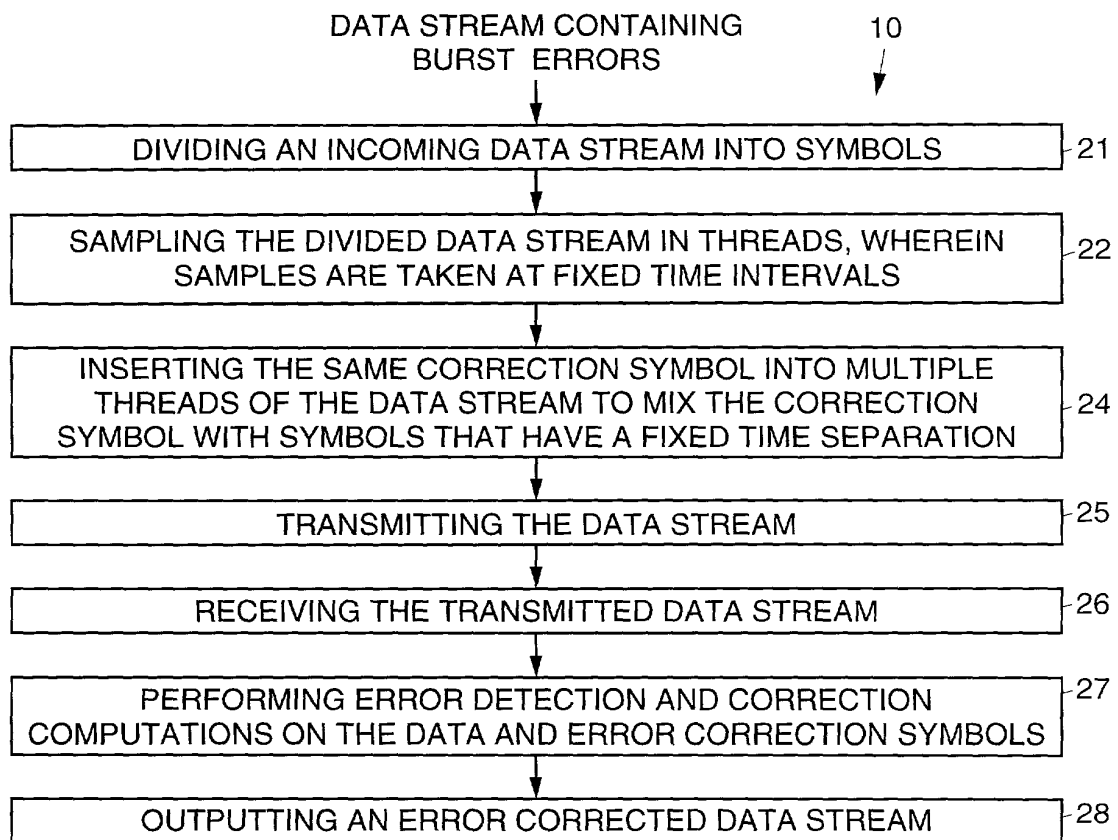 DATA STREAM CONTAINING
BURST ERRORS
10
DIVIDING AN INCOMING DATA STREAM INTO SYMBOLS
21
SAMPLING THE DIVIDED DATA STREAM IN THREADS, WHEREIN
SAMPLES ARE TAKEN AT FIXED TIME INTERVALS
22
INSERTING THE SAME CORRECTION SYMBOL INTO MULTIPLE
THREADS OF THE DATA STREAM TO MIX THE CORRECTION
SYMBOL WITH SYMBOLS THAT HAVE A FIXED TIME SEPARATION
24
TRANSMITTING THE DATA STREAM
25
RECEIVING THE TRANSMITTED DATA STREAM
26
PERFORMING ERROR DETECTION AND CORRECTION
COMPUTATIONS ON THE DATA AND ERROR CORRECTION SYMBOLS
27
OUTPUTTING AN ERROR CORRECTED DATA STREAM
28